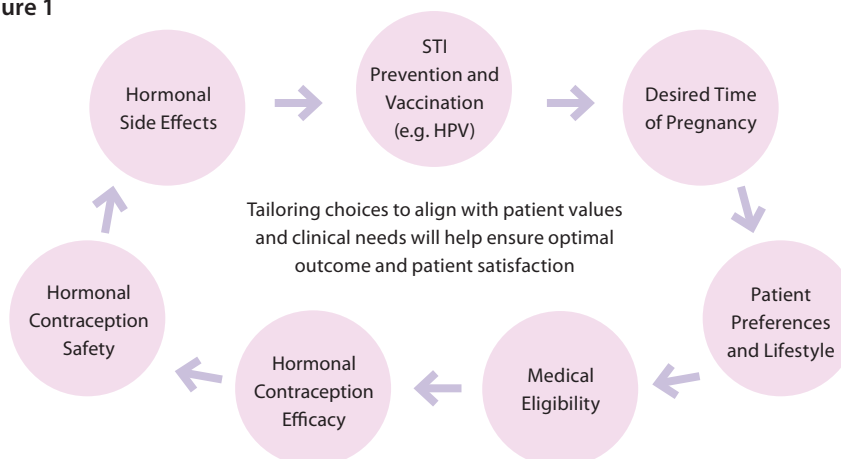 ure 1
STI
Prevention and
Vaccination
(e.g. HPV)
Hormonal
Side Effects
Desired Time
of Pregnancy
Tailoring choices to align with patient values
and clinical needs will help ensure optimal
outcome and patient satisfaction
Hormonal
Contraception
Safety
Patient
Preferences
and Lifestyle
Hormonal
Contraception
Efficacy
Medical
Eligibility